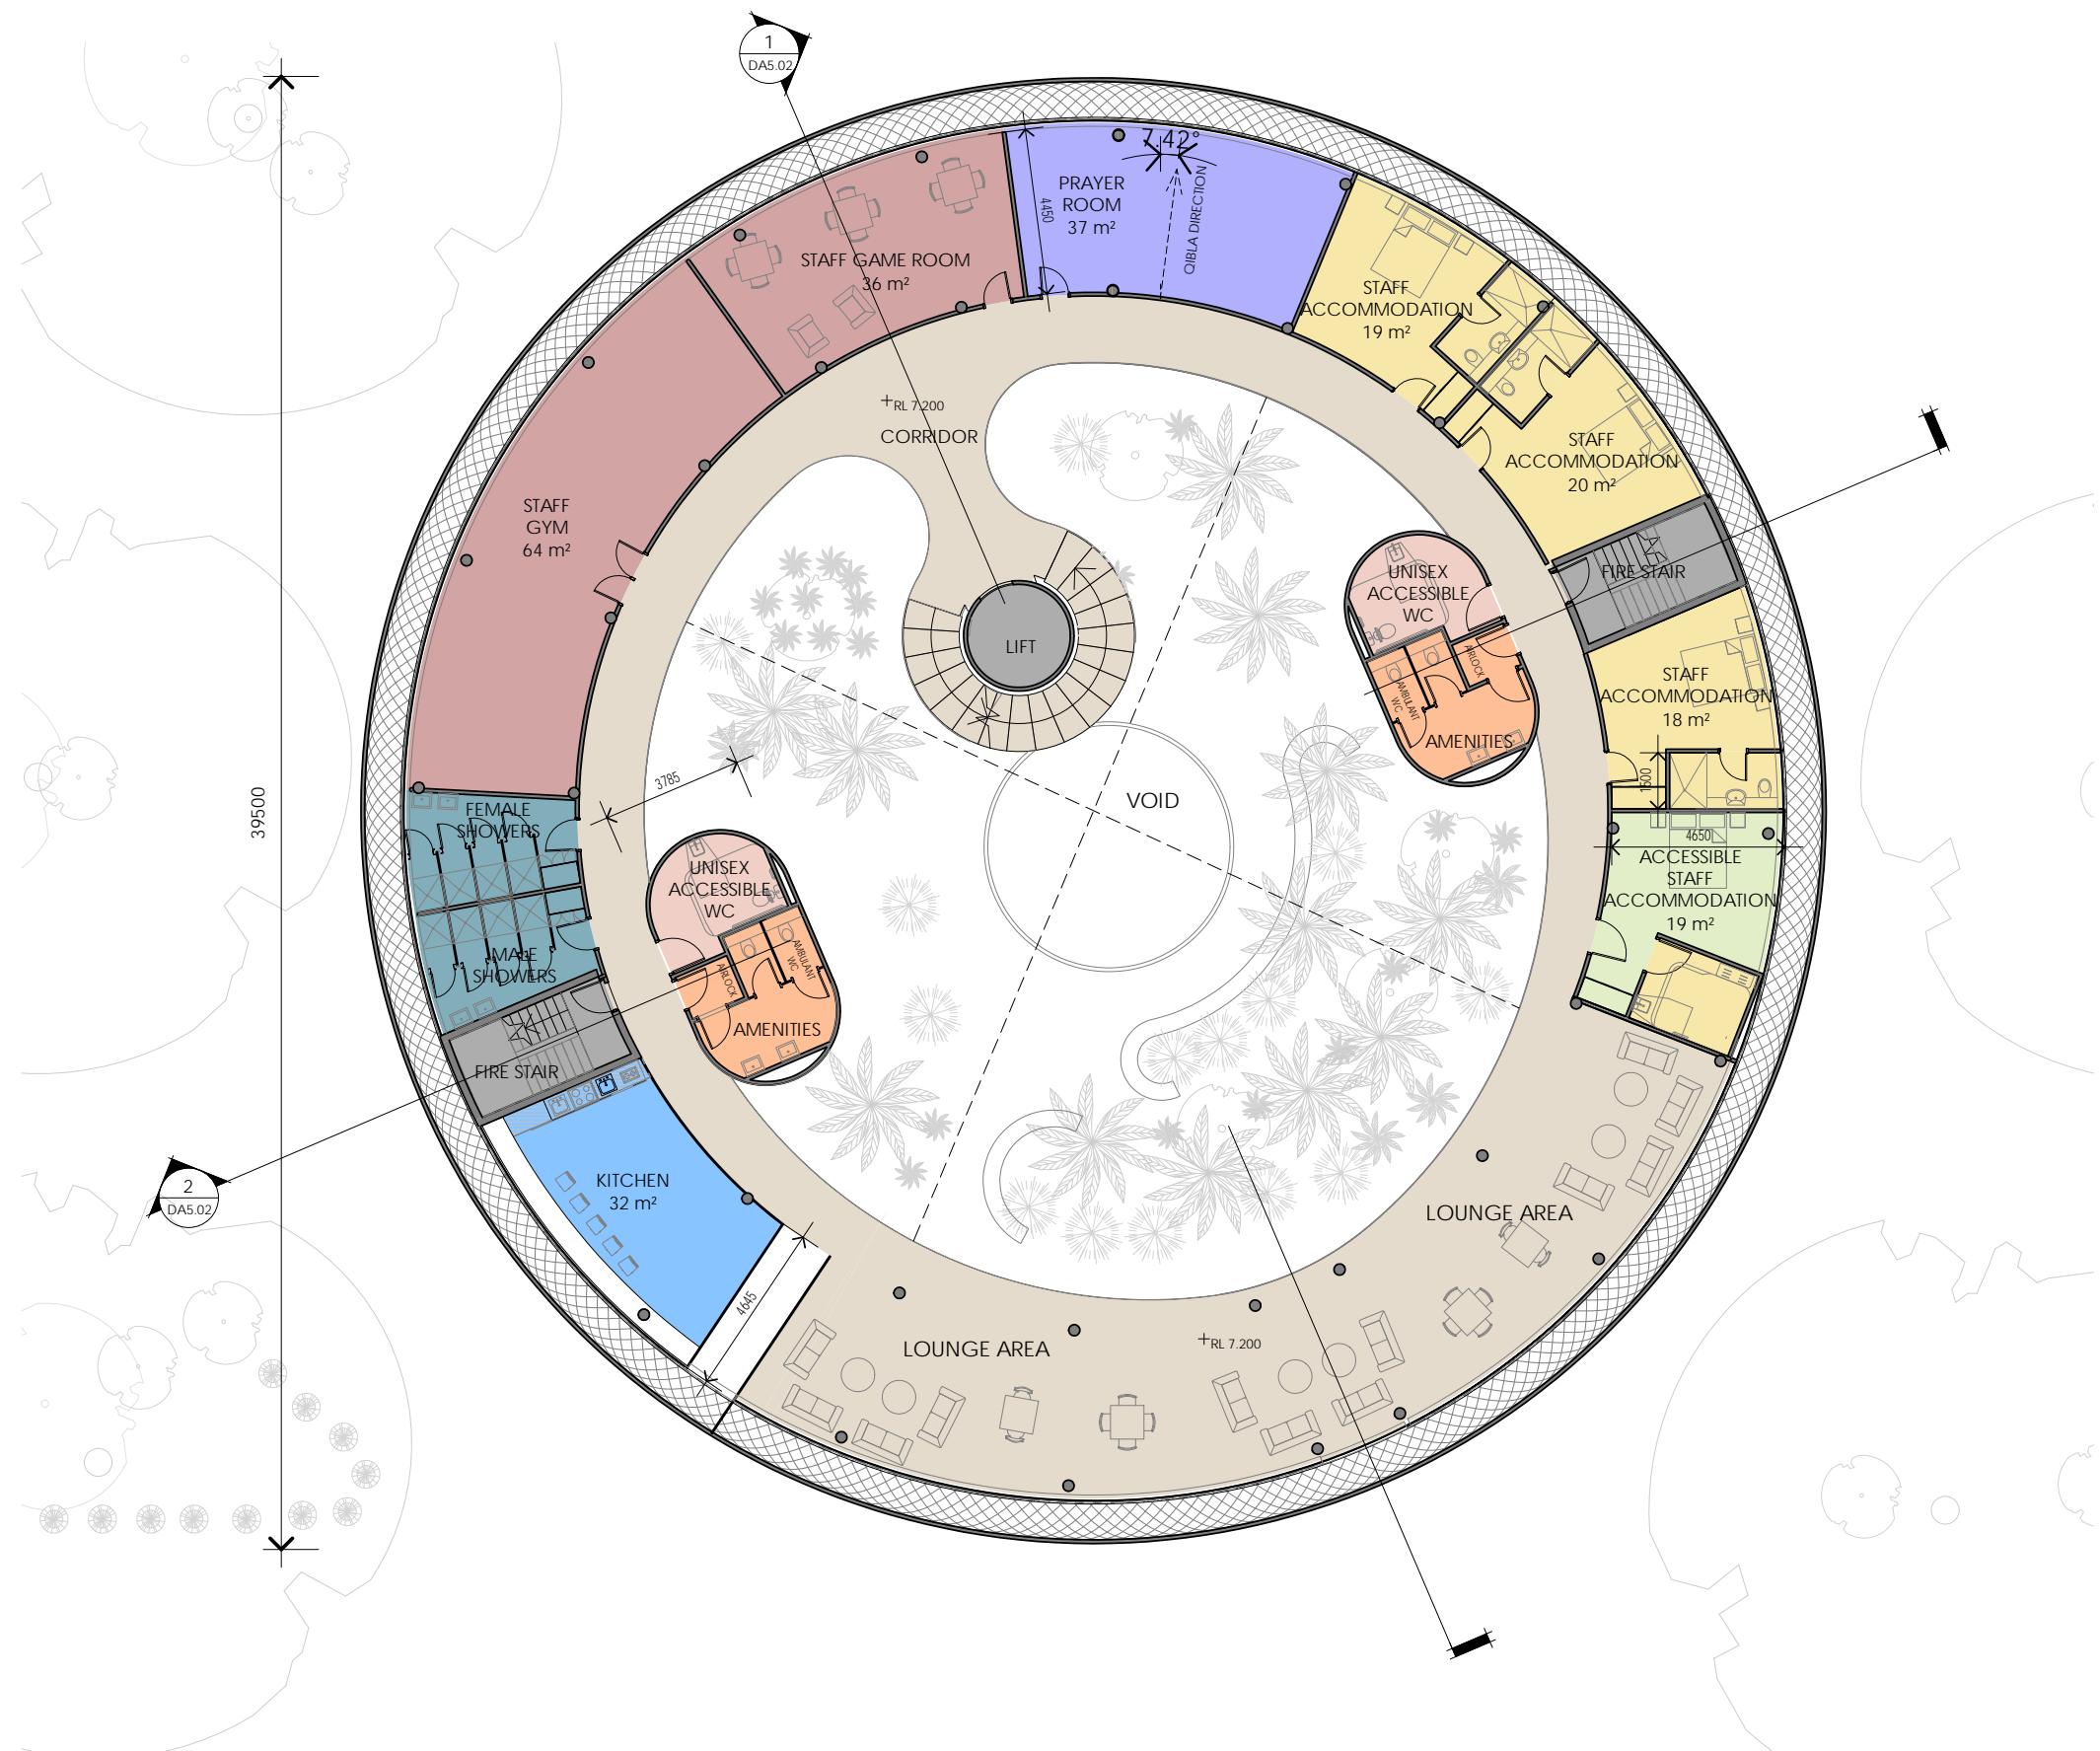 1
DA5.02
7.42°
PRAYER
ROOM
37 m²
4450
QIBLA DIRECTION
STAFF GAME ROOM
36 m²
STAFF
ACCOMMODATION
19 m²
RL 7.200
CORRIDOR
STAFF
ACCOMMODATION
20 m²
STAFF
GYM
64 m²
UNISEX
ACCESSIBLE
WC
FIRE STAIR
LIFT
AIRLOCK
AMBULANT
WC
AMENITIES
STAFF
ACCOMMODATION
18 m²
1500
3785
VOID
39500
FEMALE
SHOWERS
4650
ACCESSIBLE
STAFF
ACCOMMODATION
19 m²
UNISEX
ACCESSIBLE
WC
MALE
SHOWERS
AIRLOCK
AMBULANT
WC
AMENITIES
FIRE STAIR
2
DA5.02
KITCHEN
32 m²
LOUNGE AREA
4645
LOUNGE AREA
RL 7.200